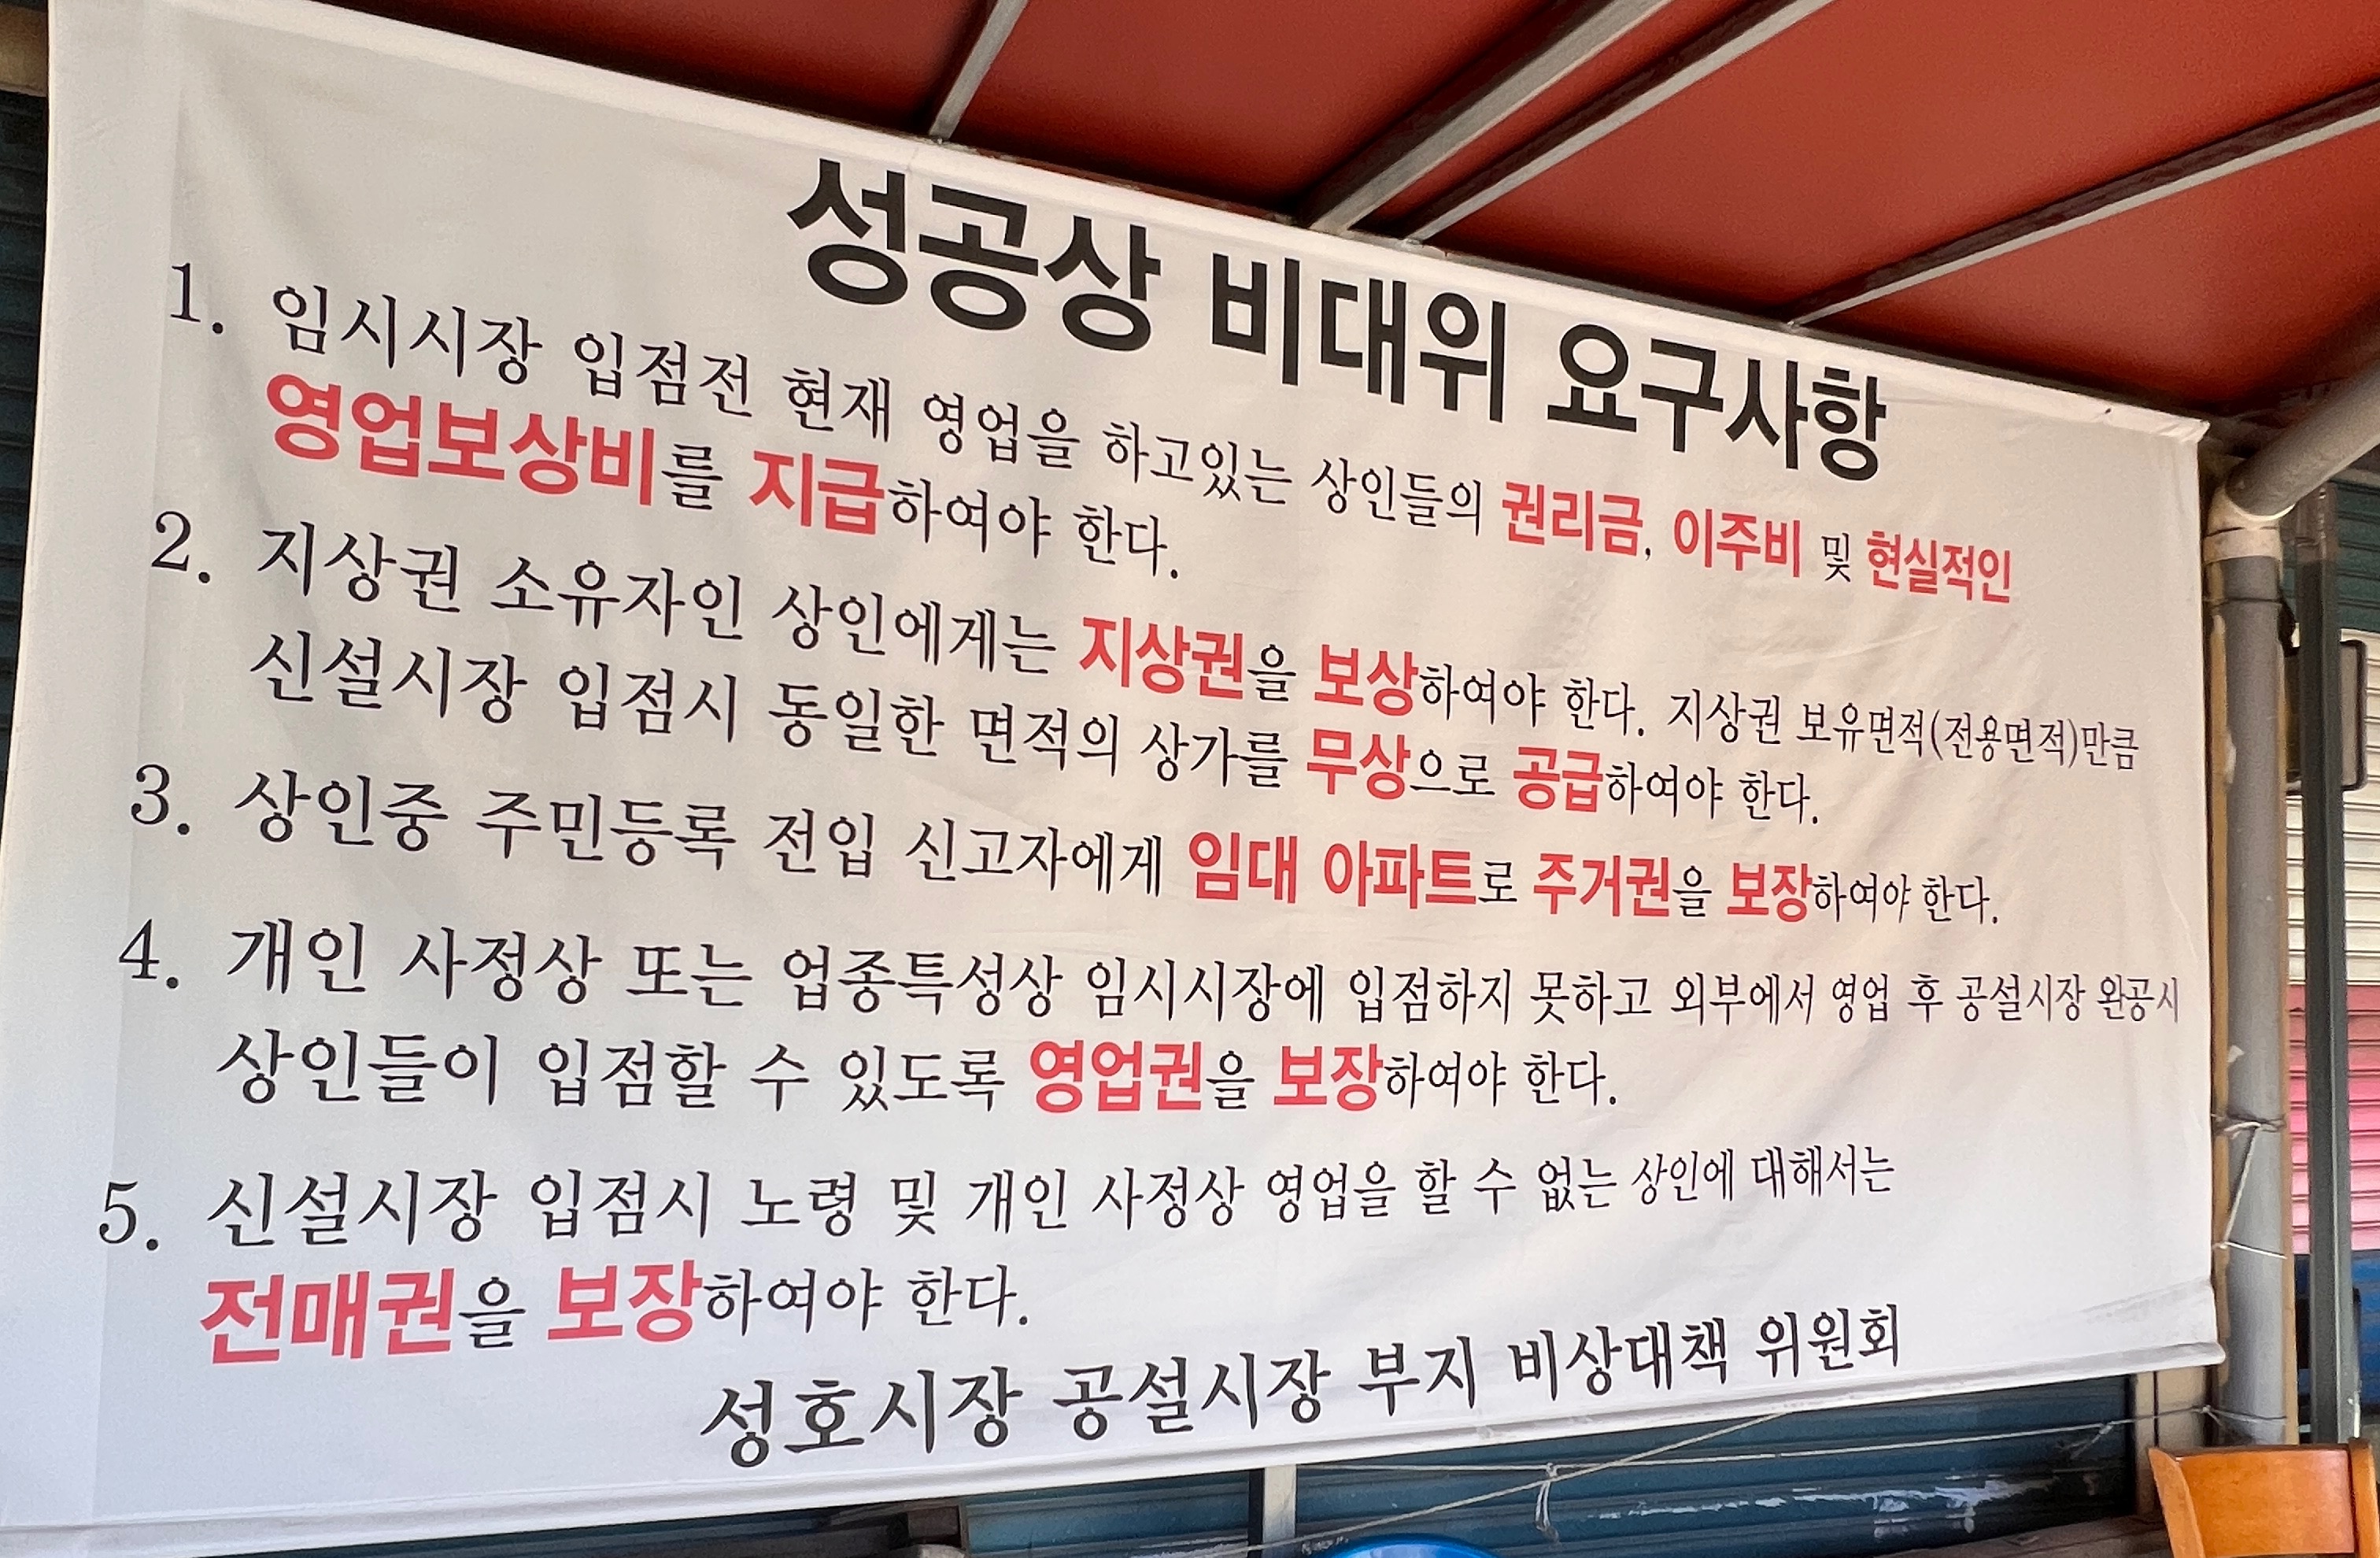 성공상 비대위 요구사항
1. 임시시장 입점전 현재 영업을 하고있는 상인들의 권리금, 이주비 및 현실적인
영업보상비를 지급하여야 한다.
2. 지상권 소유자인 상인에게는 지상권을 보상하여야 한다. 지상권 보유면적(전용면적)만큼
신설시장 입점시 동일한 면적의 상가를 무상으로 공급하여야 한다.
3. 상인중 주민등록 전입 신고자에게 임대 아파트로 주거권을 보장하여야 한다.
4. 개인 사정상 또는 업종특성상 임시시장에 입점하지 못하고 외부에서 영업 후 공설시장 완공시
상인들이 입점할 수 있도록 영업권을 보장하여야 한다.
5. 신설시장 입점시 노령 및 개인 사정상 영업을 할 수 없는 상인에 대해서는
전매권을 보장하여야 한다.
성호시장 공설시장 부지 비상대책 위원회